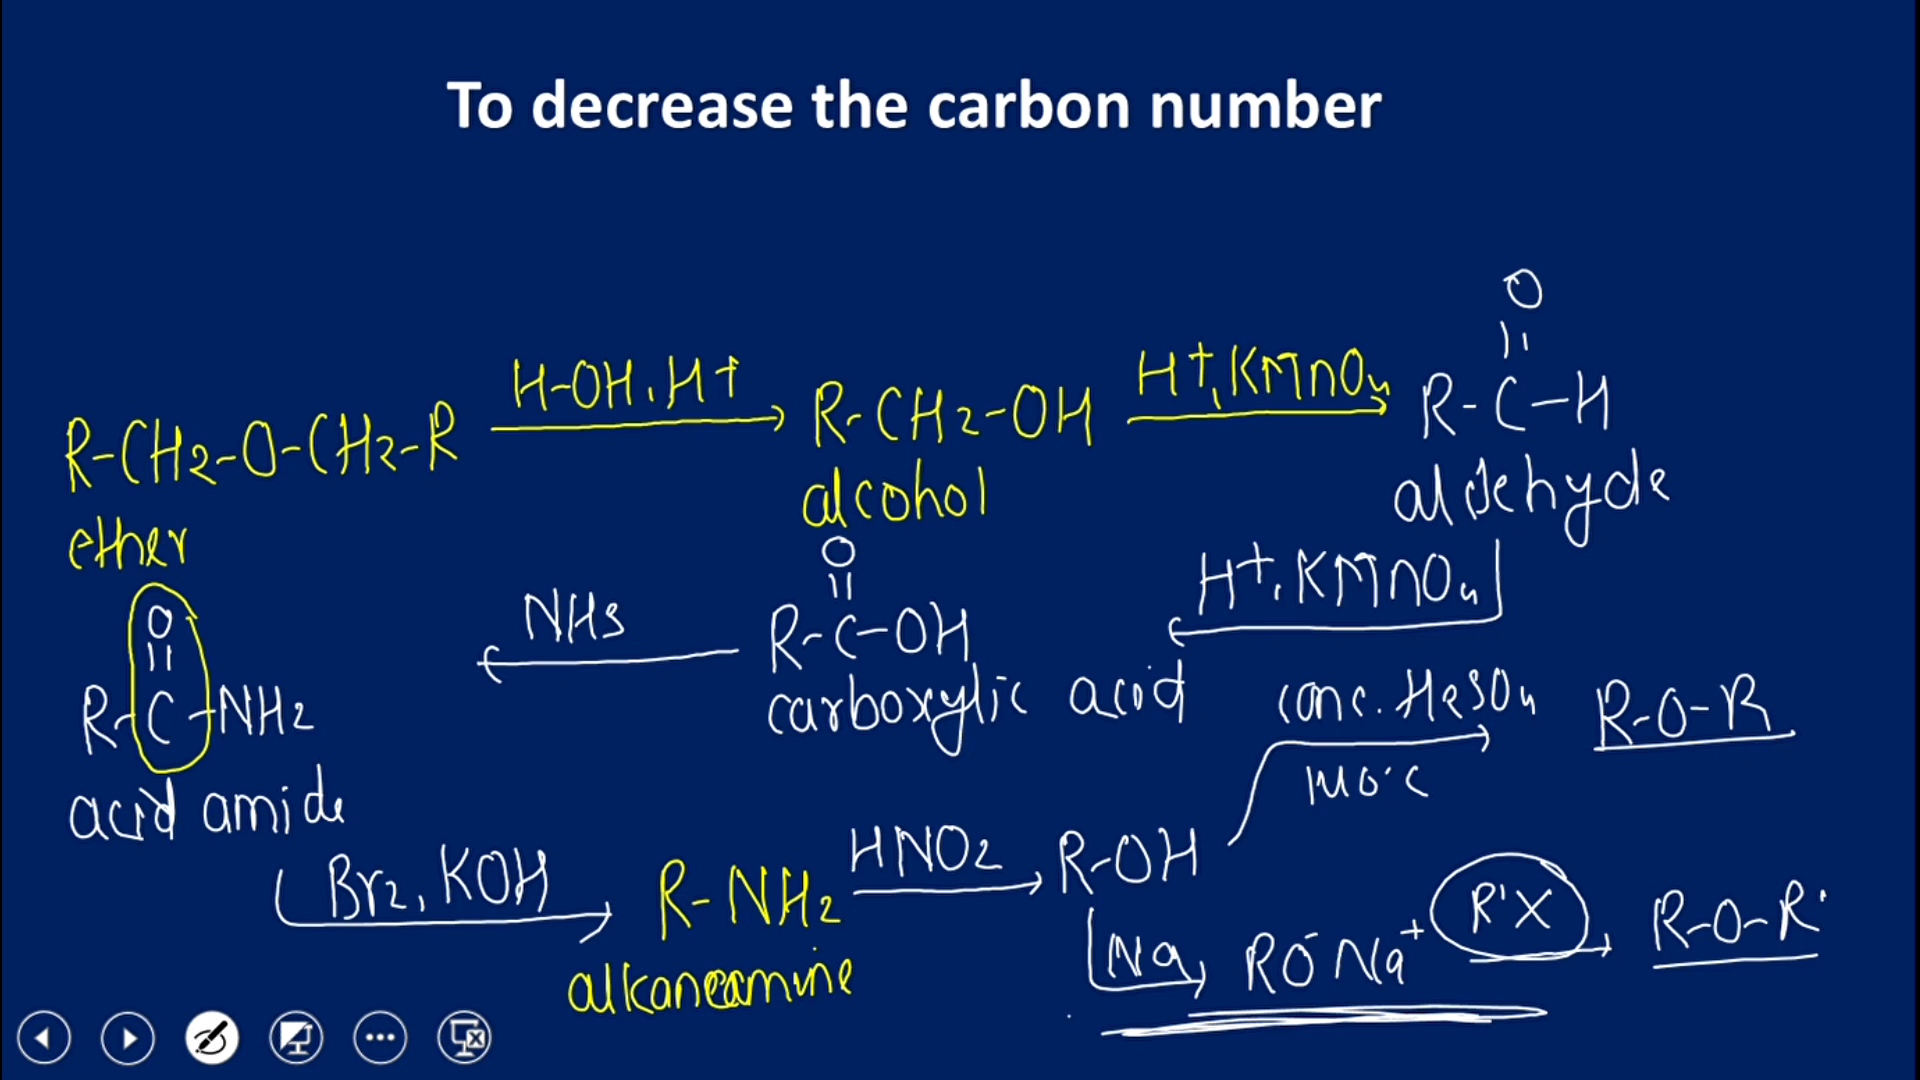 To decrease the carbon number
R-CH2-O-CH2-R H-OH, H+ R-CH2-OH H+, KMnO4 R-C-H
O
ether alcohol aldehyde
H+, KMnO4
O
R-C-OH
carboxylic acid
NH3
O
R-C-NH2
acid amide
Br2, KOH R-NH2 HNO2 R-OH
alkaneamine
conc. H2SO4 R-O-R
140°C
Na RO-Na+ R'X R-O-R'